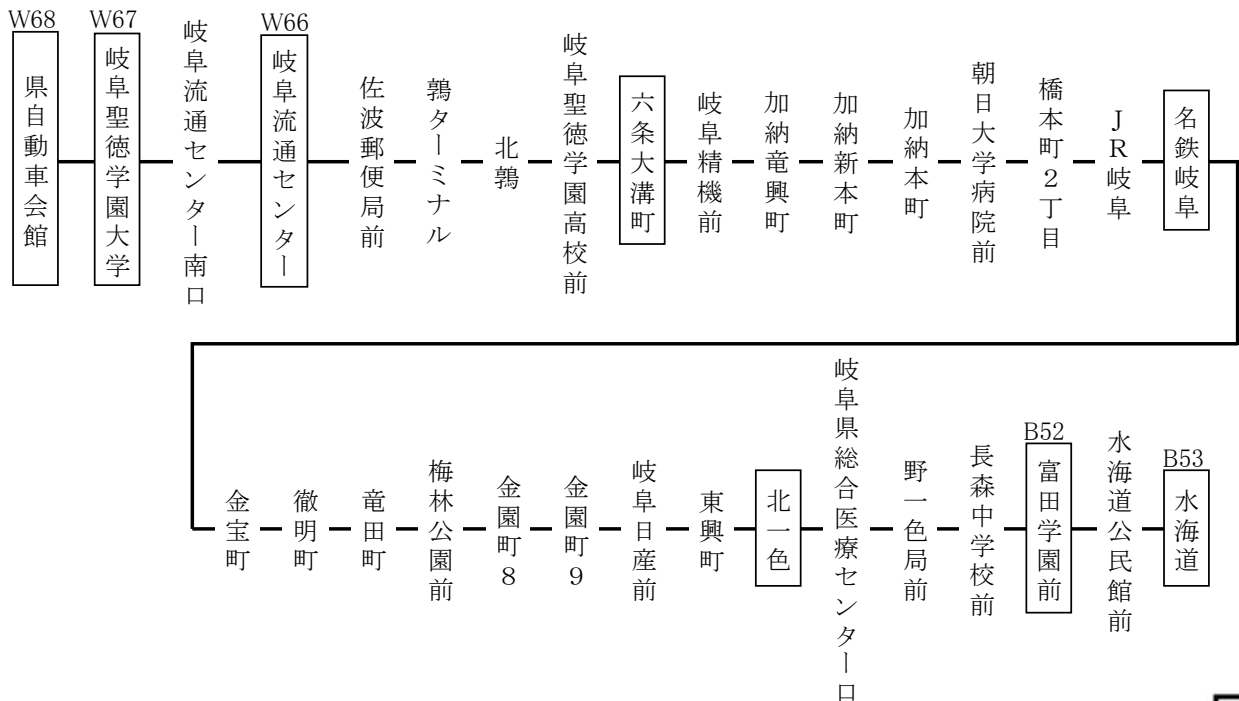 W68
県自動車会館
W67
岐阜聖徳学園大学
岐阜流通センター南口
W66
岐阜流通センター
佐波郵便局前
鶉ターミナル
北鶉
岐阜聖徳学園高校前
六条大溝町
岐阜精機前
加納竜興町
加納新本町
加納本町
朝日大学病院前
橋本町2丁目
JR岐阜
名鉄岐阜
金宝町
徹明町
竜田町
梅林公園前
金園町8
金園町9
岐阜日産前
東興町
北一色
岐阜県総合医療センター口
野一色局前
長森中学校前
B52
富田学園前
水海道公民館前
B53
水海道